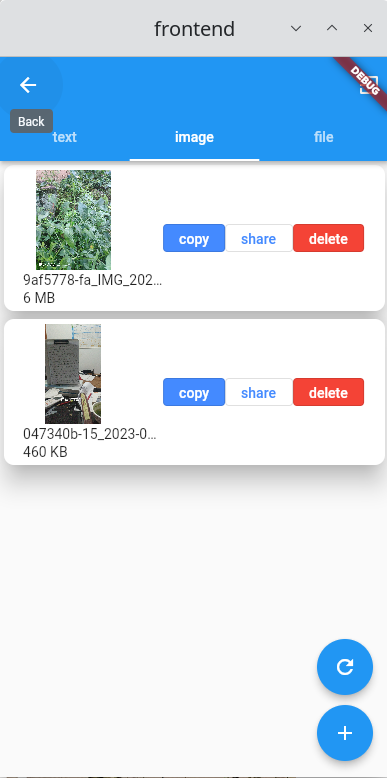 frontend
DEBUG
Back
text image file
9af5778-fa_IMG_202...
6 MB
copy share delete
047340b-15_2023-0...
460 KB
copy share delete